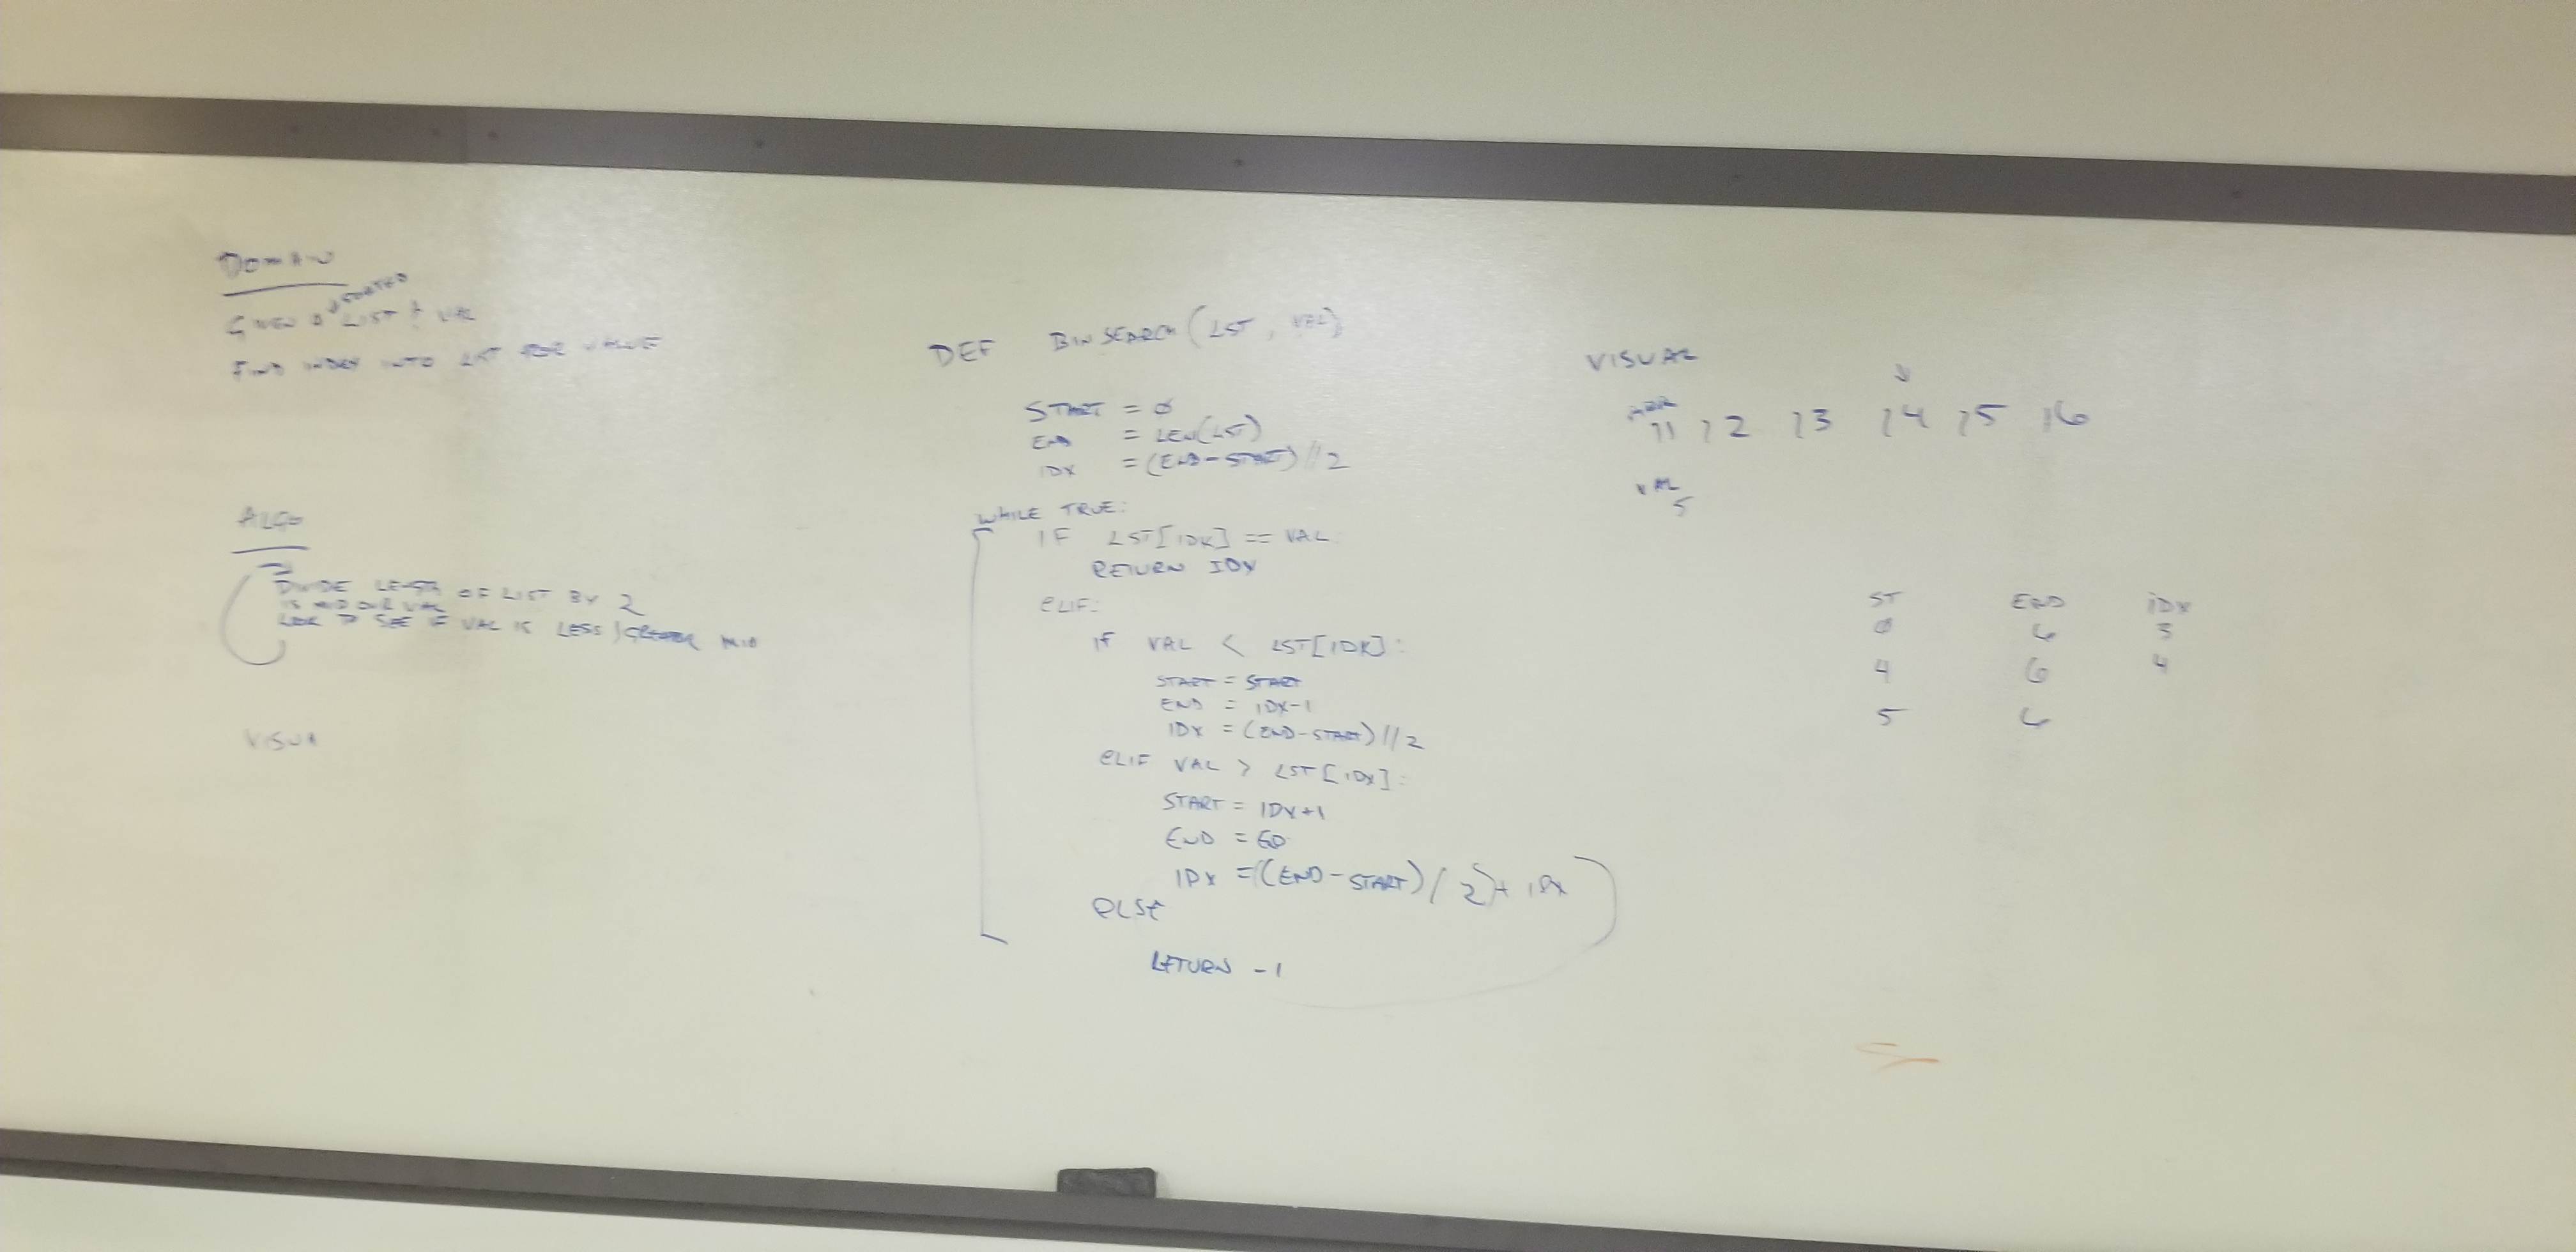 DOMAIN
SORTED
GIVEN A LIST + VAL
FIND INDEX INTO LST FOR VALUE
ALGO
DIVIDE LENGTH OF LIST BY 2
IS MID OUR VAL
LOOK TO SEE IF VAL IS LESS / GREATER MID
VISUA
DEF BINSEARCH (LST, VAL)
START = 0
END = LEN(LST)
IDX = (END-START)//2
WHILE TRUE:
IF LST[IDX] == VAL
RETURN IDX
ELIF:
IF VAL < LST[IDX]:
START = START
END = IDX-1
IDX = (END-START)//2
ELIF VAL > LST[IDX]:
START = IDX+1
END = ED
IDX = ((END-START)/2)+ IDX
ELSE
RETURN -1
VISUAL
ARR
11 12 13 14 15 16
VAL
5
ST END IDX
0 6 3
4 6 4
5 6